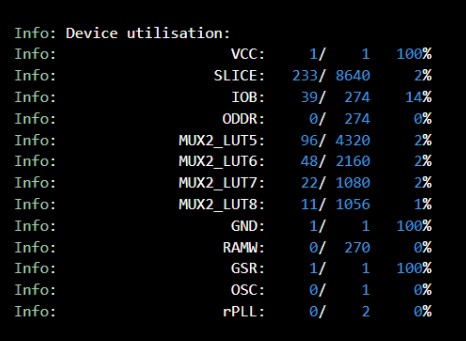 Info: Device utilisation:
Info: VCC: 1/ 1 100%
Info: SLICE: 233/ 8640 2%
Info: IOB: 39/ 274 14%
Info: ODDR: 0/ 274 0%
Info: MUX2_LUT5: 96/ 4320 2%
Info: MUX2_LUT6: 48/ 2160 2%
Info: MUX2_LUT7: 22/ 1080 2%
Info: MUX2_LUT8: 11/ 1056 1%
Info: GND: 1/ 1 100%
Info: RAMW: 0/ 270 0%
Info: GSR: 1/ 1 100%
Info: OSC: 0/ 1 0%
Info: rPLL: 0/ 2 0%